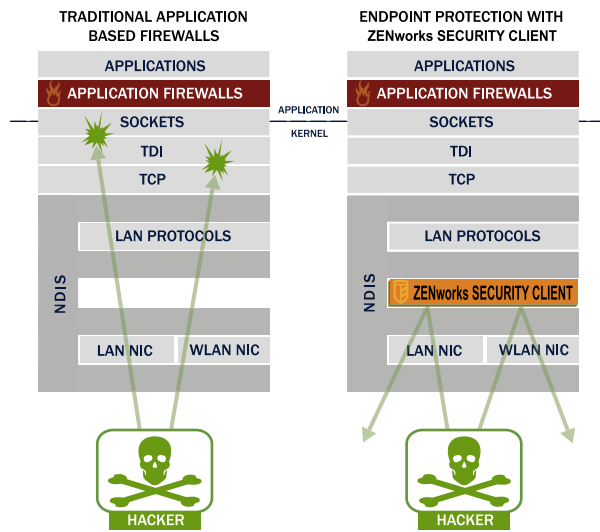 TRADITIONAL APPLICATION
BASED FIREWALLS
APPLICATIONS
APPLICATION FIREWALLS
SOCKETS
TDI
TCP
NDIS
LAN PROTOCOLS
LAN NIC
WLAN NIC
HACKER
APPLICATION
KERNEL
ENDPOINT PROTECTION WITH
ZENworks SECURITY CLIENT
APPLICATIONS
APPLICATION FIREWALLS
SOCKETS
TDI
TCP
NDIS
LAN PROTOCOLS
ZENworks SECURITY CLIENT
LAN NIC
WLAN NIC
HACKER